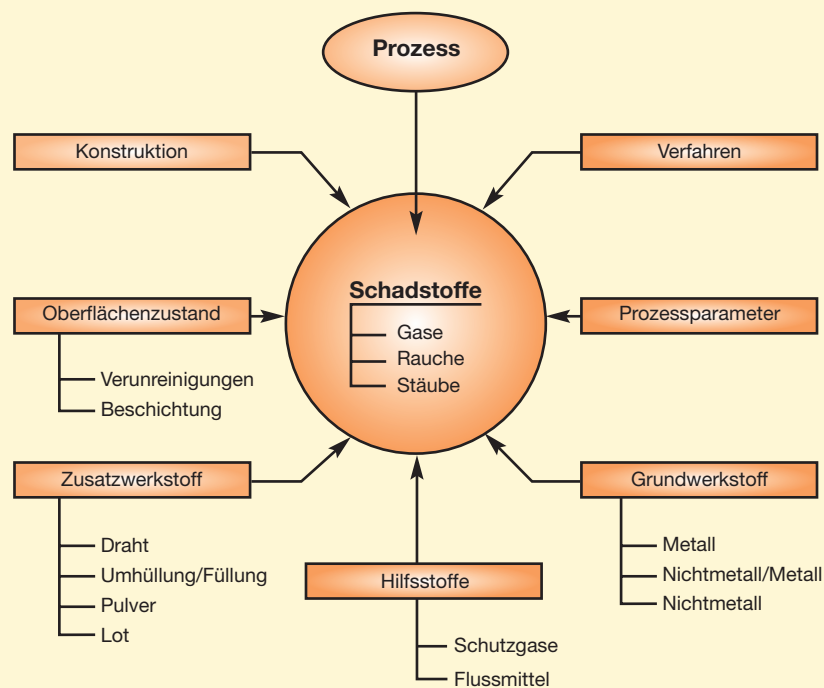 Prozess
Konstruktion
Verfahren
Schadstoffe
Gase
Rauche
Stäube
Oberflächenzustand
Verunreinigungen
Beschichtung
Prozessparameter
Zusatzwerkstoff
Draht
Umhüllung/Füllung
Pulver
Lot
Hilfsstoffe
Schutzgase
Flussmittel
Grundwerkstoff
Metall
Nichtmetall/Metall
Nichtmetall